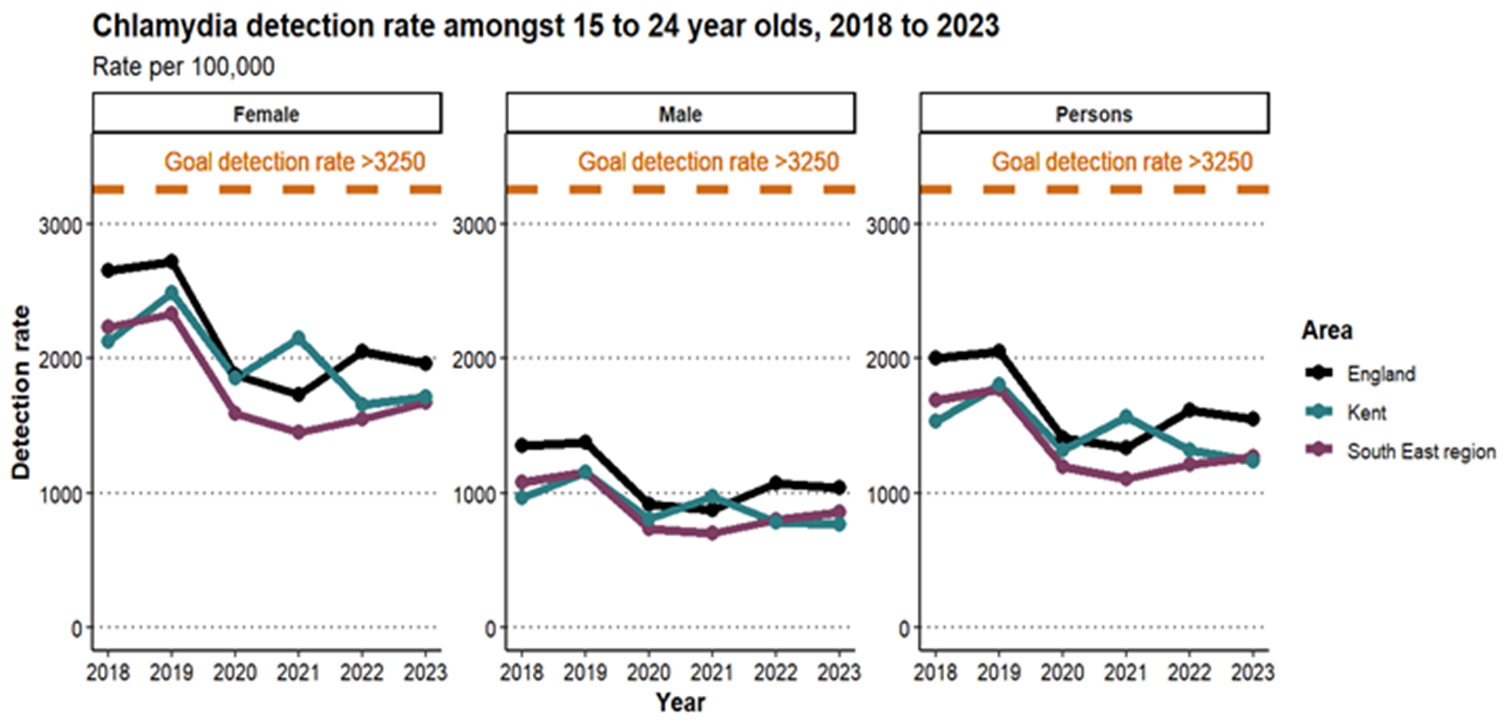 Chlamydia detection rate amongst 15 to 24 year olds, 2018 to 2023
Rate per 100,000
Female
Male
Persons
Goal detection rate >3250
Goal detection rate >3250
Goal detection rate >3250
3000
2000
1000
0
3000
2000
1000
0
3000
2000
1000
0
Detection rate
2018 2019 2020 2021 2022 2023
2018 2019 2020 2021 2022 2023
2018 2019 2020 2021 2022 2023
Year
Area
England
Kent
South East region